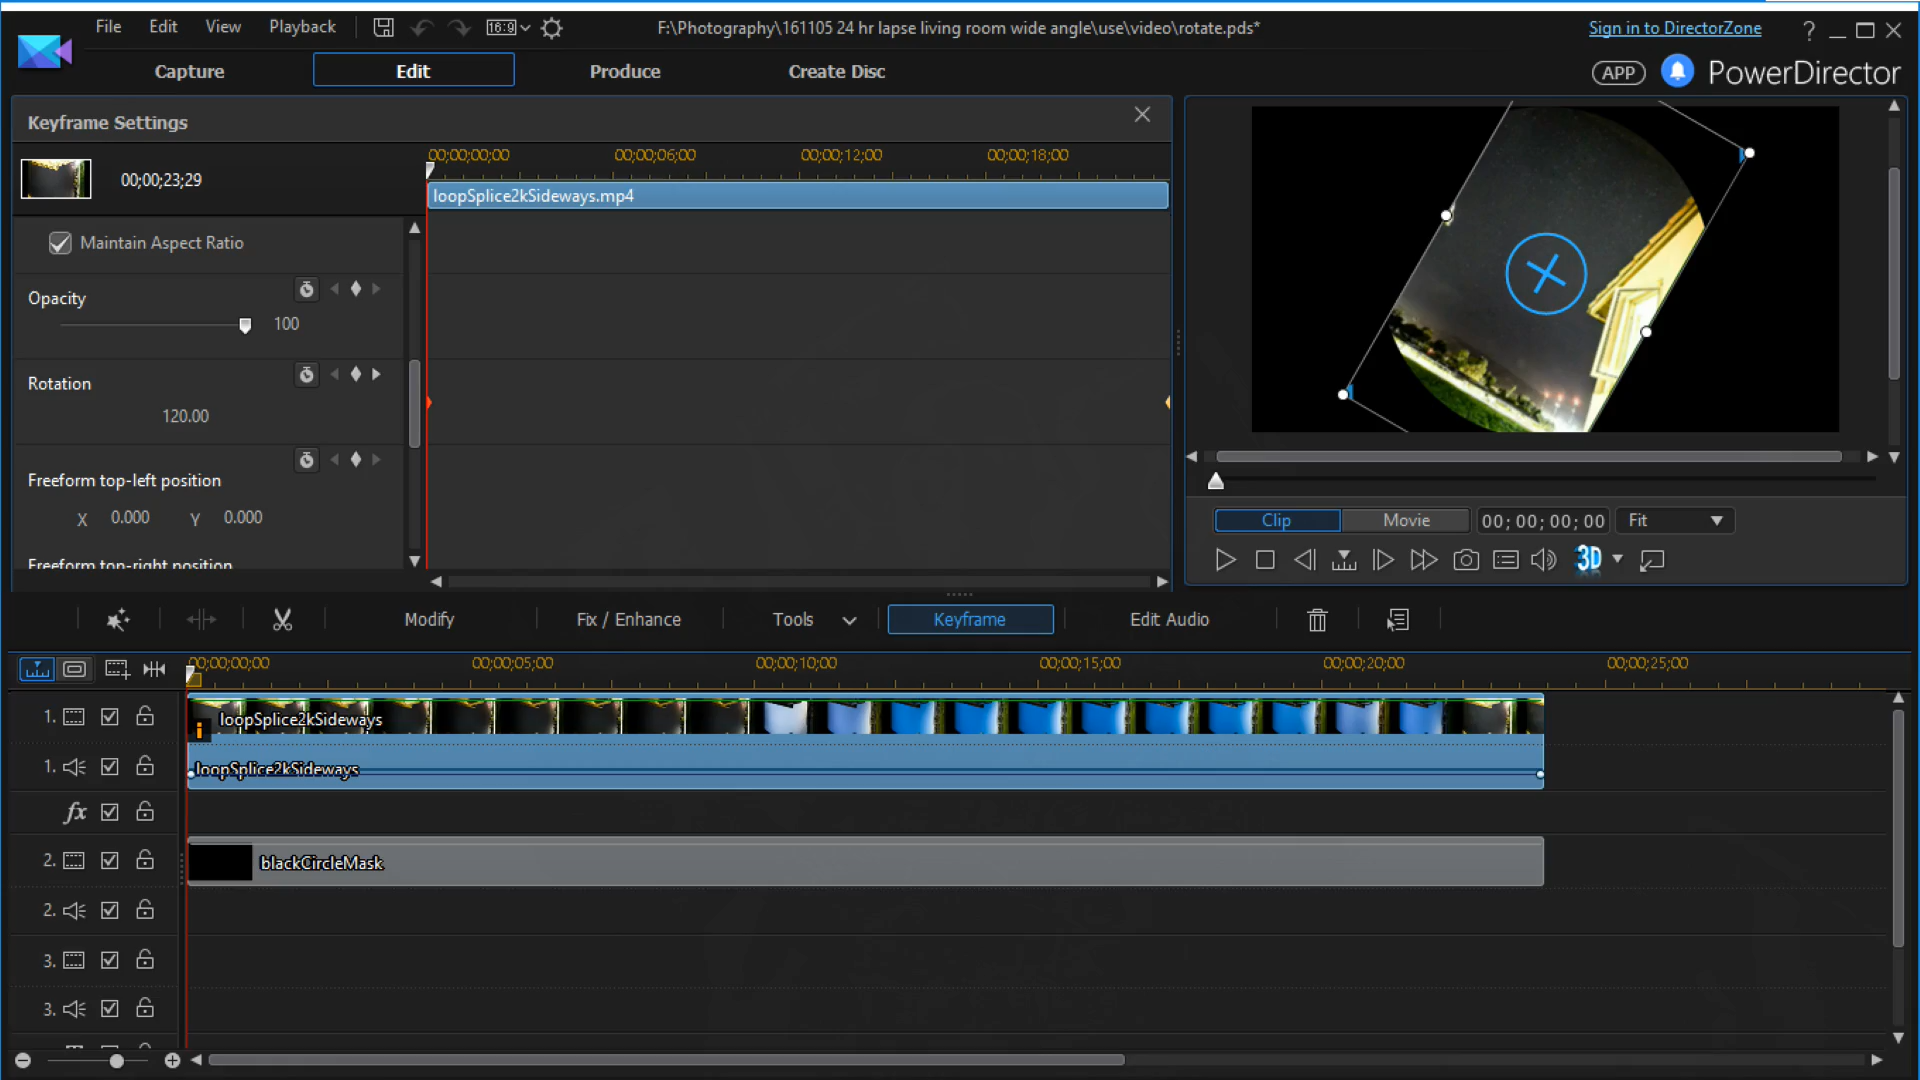 File Edit View Playback 16:9 F:\Photography\161105 24 hr lapse living room wide angle\use\video\rotate.pds* Sign in to DirectorZone ?
Capture Edit Produce Create Disc APP PowerDirector
Keyframe Settings
00;00;23;29
00;00;00;00 00;00;06;00 00;00;12;00 00;00;18;00
loopSplice2kSideways.mp4
Maintain Aspect Ratio
Opacity
100
Rotation
120.00
Freeform top-left position
X 0.000 Y 0.000
Freeform top-right position
Clip Movie 00;00;00;00 Fit
3D
Modify Fix / Enhance Tools Keyframe Edit Audio
00;00;00;00 00;00;05;00 00;00;10;00 00;00;15;00 00;00;20;00 00;00;25;00
1. i loopSplice2kSideways
1. loopSplice2kSideways
fx
2. blackCircleMask
2.
3.
3.